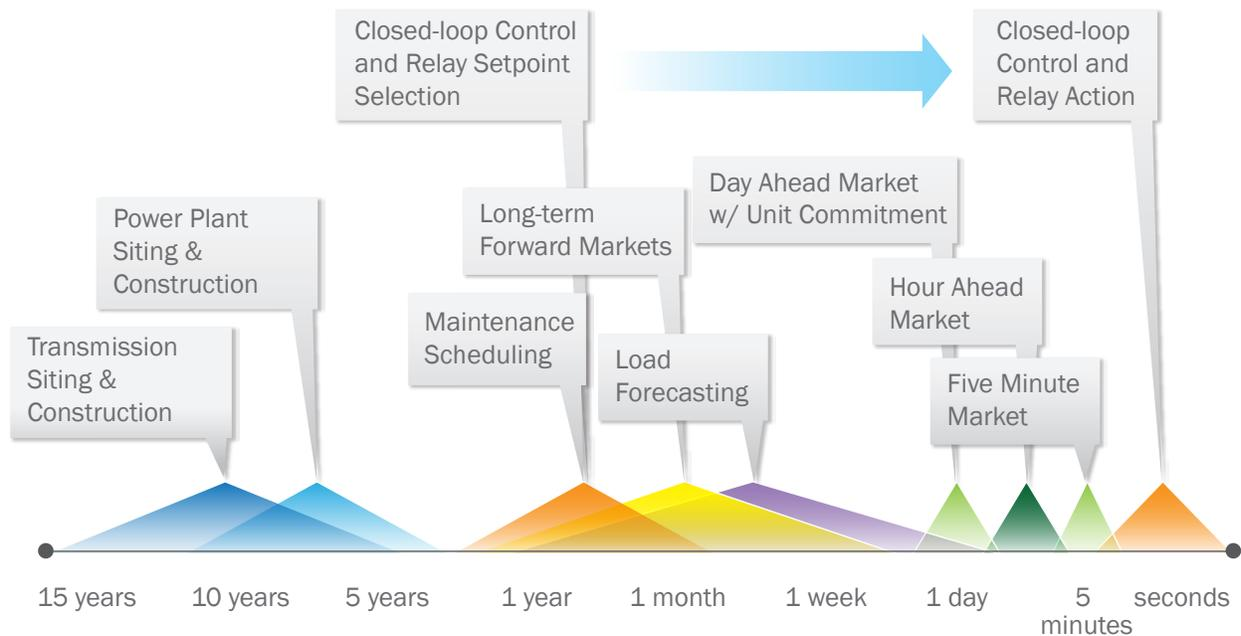 Closed-loop Control
and Relay Setpoint
Selection
Closed-loop
Control and
Relay Action
Day Ahead Market
w/ Unit Commitment
Long-term
Forward Markets
Power Plant
Siting &
Construction
Hour Ahead
Market
Maintenance
Scheduling
Transmission
Siting &
Construction
Load
Forecasting
Five Minute
Market
15 years
10 years
5 years
1 year
1 month
1 week
1 day
5
minutes
seconds